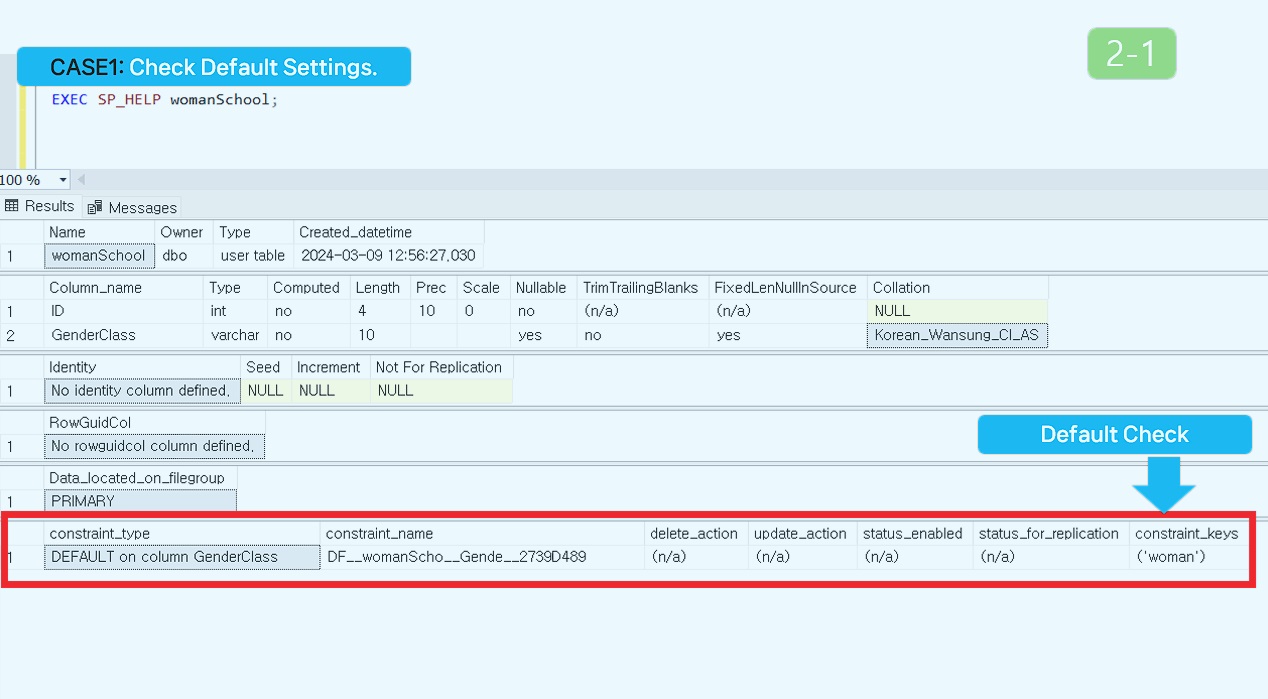 2-1
CASE1: Check Default Settings.
EXEC SP_HELP womanSchool;
100 %
Results Messages
Name Owner Type Created_datetime
1 womanSchool dbo user table 2024-03-09 12:56:27,030
Column_name Type Computed Length Prec Scale Nullable TrimTrailingBlanks FixedLenNullInSource Collation
1 ID int no 4 10 0 no (n/a) (n/a) NULL
2 GenderClass varchar no 10 yes no yes Korean_Wansung_CI_AS
Identity Seed Increment Not For Replication
1 No identity column defined, NULL NULL NULL
RowGuidCol
1 No rowguidcol column defined,
Default Check
Data_located_on_filegroup
1 PRIMARY
constraint_type constraint_name delete_action update_action status_enabled status_for_replication constraint_keys
1 DEFAULT on column GenderClass DF__womanScho__Gende__2739D489 (n/a) (n/a) (n/a) (n/a) ('woman')